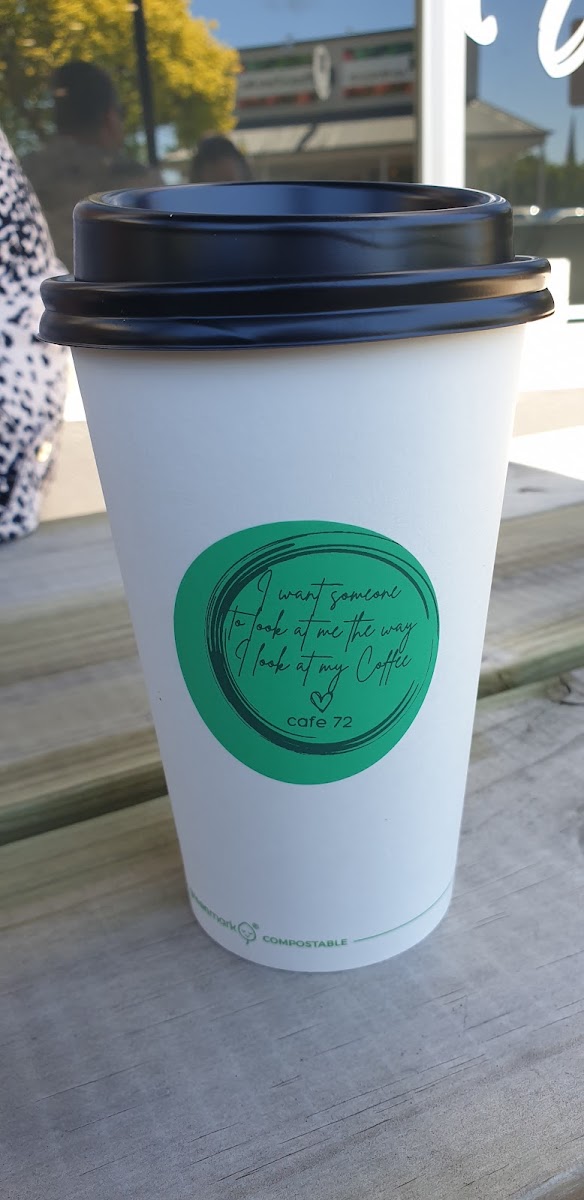 I want someone
to look at me the way
I look at my Coffee
cafe 72
COMPOSTABLE